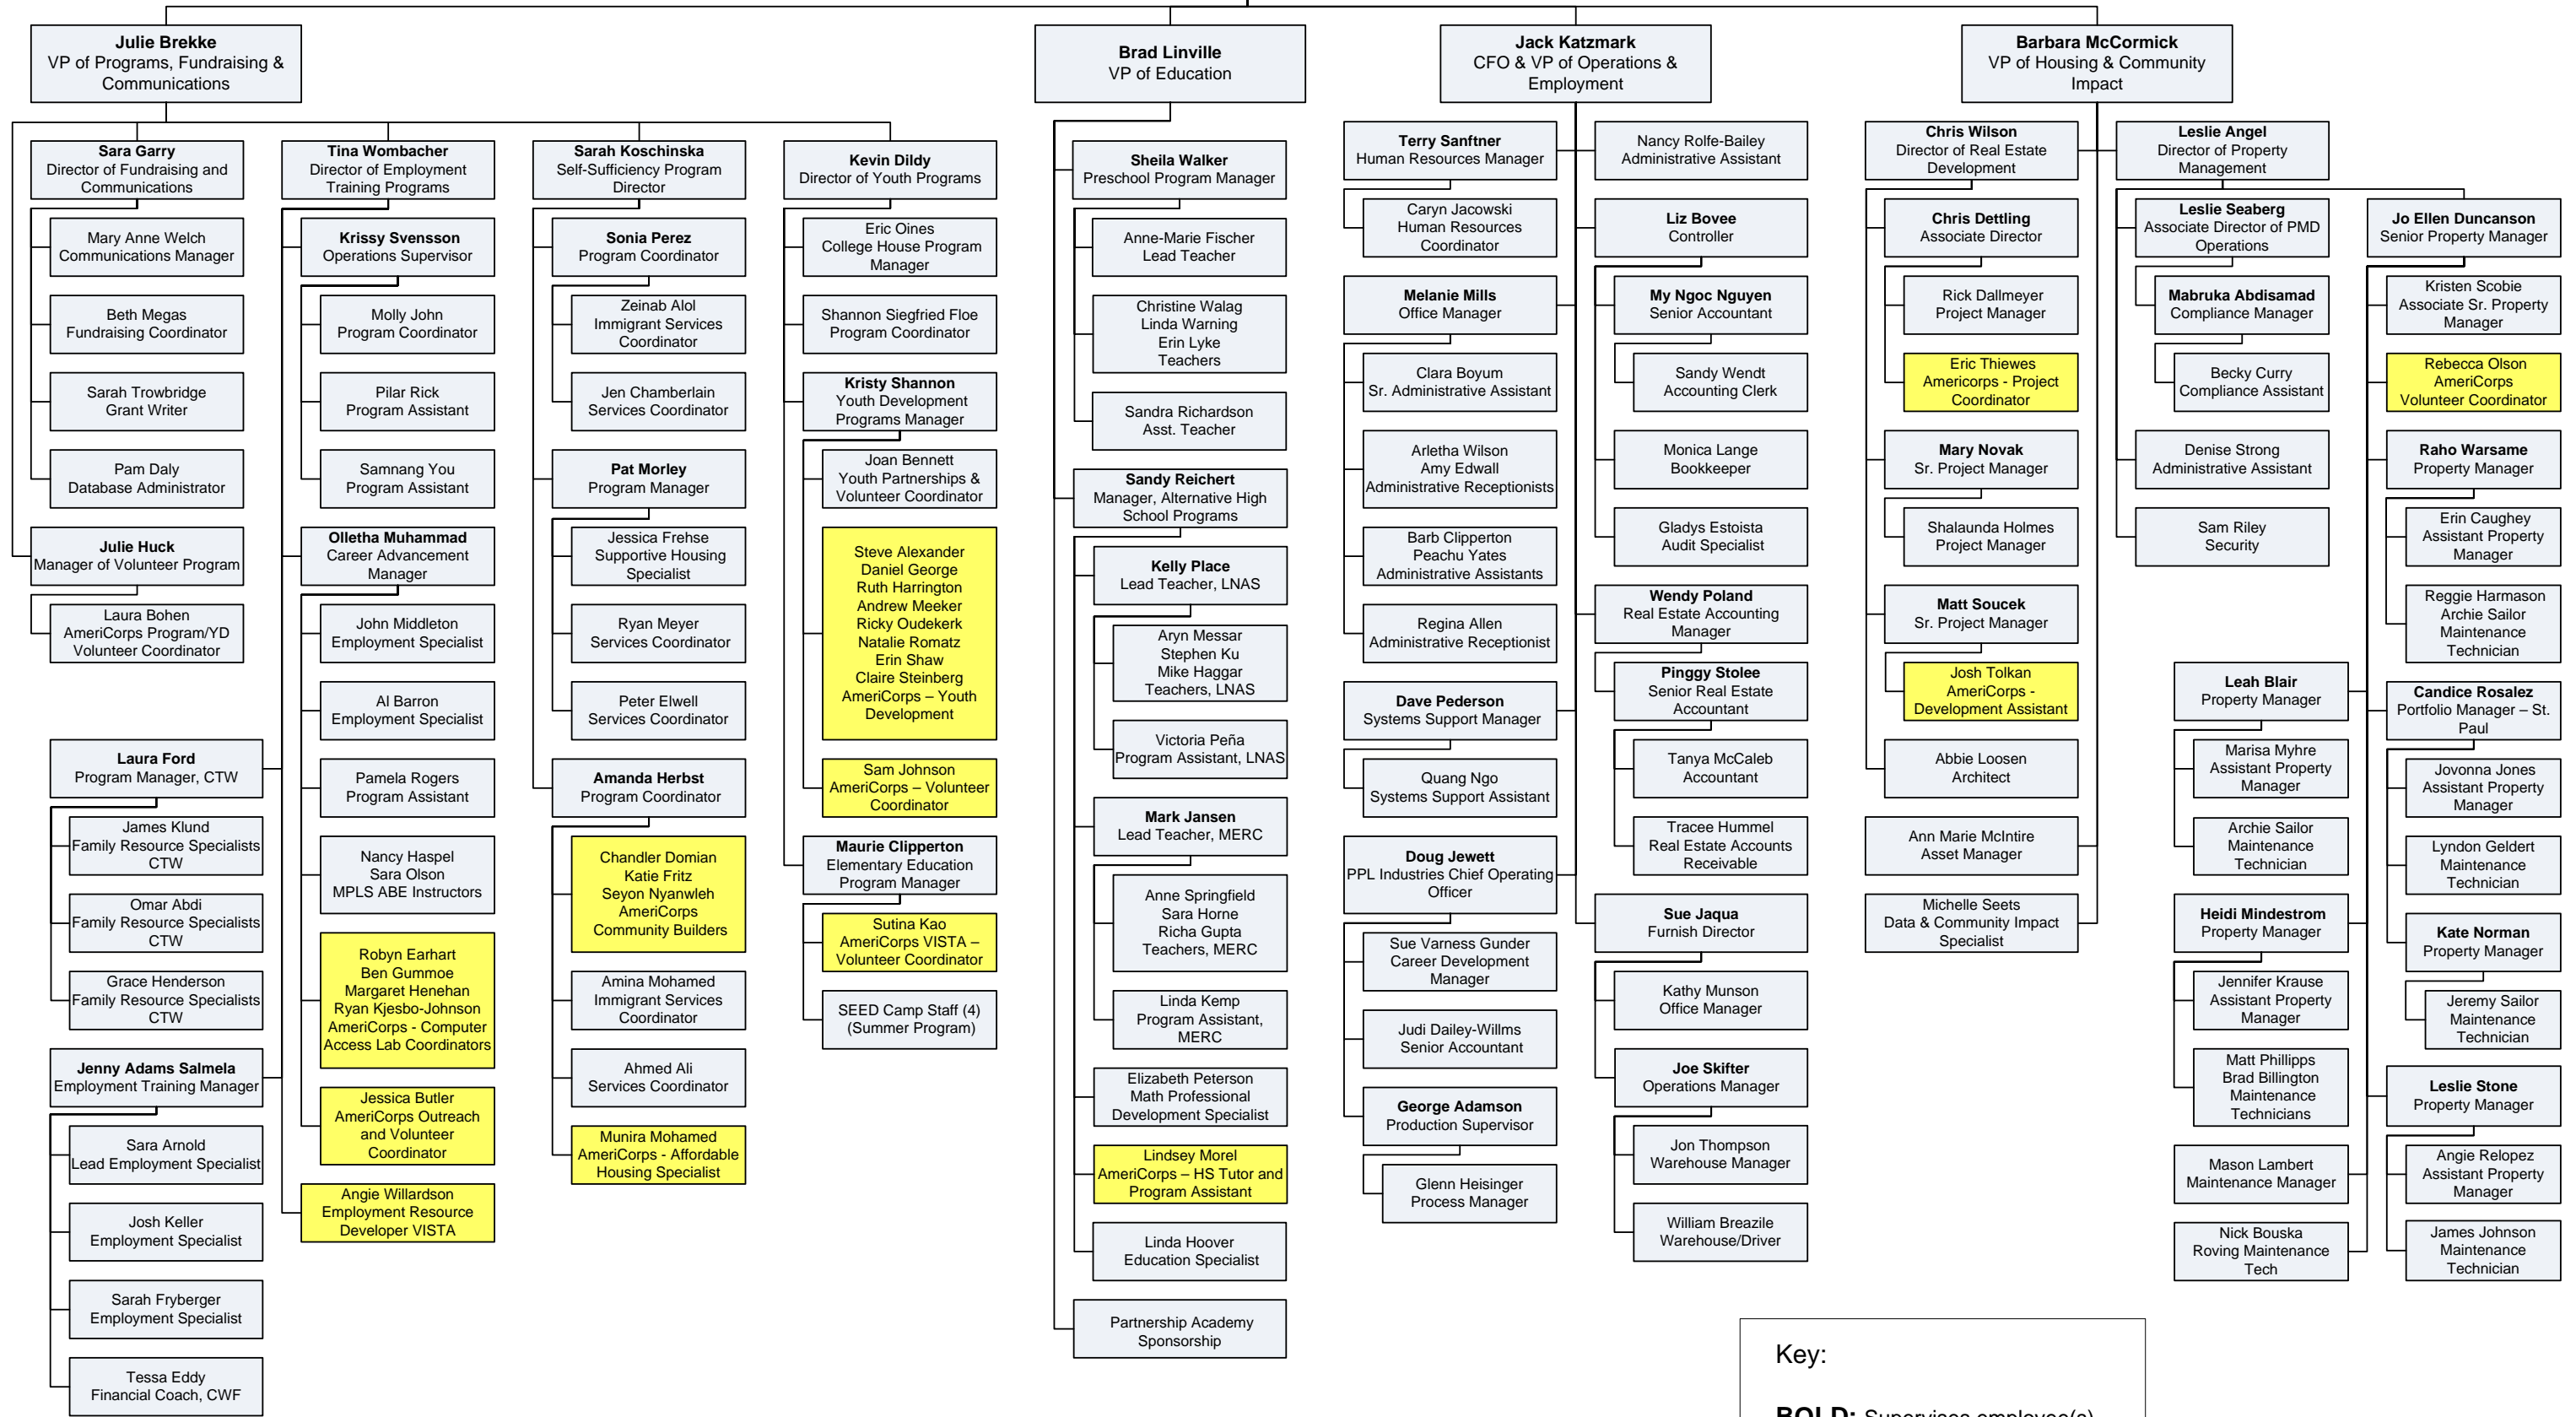 Julie Brekke
VP of Programs, Fundraising &
Communications
Sara Garry
Director of Fundraising and
Communications
Mary Anne Welch
Communications Manager
Beth Megas
Fundraising Coordinator
Sarah Trowbridge
Grant Writer
Pam Daly
Database Administrator
Julie Huck
Manager of Volunteer Program
Laura Bohen
AmeriCorps Program/YD
Volunteer Coordinator
Tina Wombacher
Director of Employment
Training Programs
Krissy Svensson
Operations Supervisor
Molly John
Program Coordinator
Pilar Rick
Program Assistant
Samnang You
Program Assistant
Olletha Muhammad
Career Advancement
Manager
John Middleton
Employment Specialist
Al Barron
Employment Specialist
Pamela Rogers
Program Assistant
Nancy Haspel
Sara Olson
MPLS ABE Instructors
Robyn Earhart
Ben Gummoe
Margaret Henehan
Ryan Kjesbo-Johnson
AmeriCorps - Computer
Access Lab Coordinators
Jessica Butler
AmeriCorps Outreach
and Volunteer
Coordinator
Angie Willardson
Employment Resource
Developer VISTA
Laura Ford
Program Manager, CTW
James Klund
Family Resource Specialists
CTW
Omar Abdi
Family Resource Specialists
CTW
Grace Henderson
Family Resource Specialists
CTW
Jenny Adams Salmela
Employment Training Manager
Sara Arnold
Lead Employment Specialist
Josh Keller
Employment Specialist
Sarah Fryberger
Employment Specialist
Tessa Eddy
Financial Coach, CWF
Sarah Koschinska
Self-Sufficiency Program
Director
Sonia Perez
Program Coordinator
Zeinab Alol
Immigrant Services
Coordinator
Jen Chamberlain
Services Coordinator
Pat Morley
Program Manager
Jessica Frehse
Supportive Housing
Specialist
Ryan Meyer
Services Coordinator
Peter Elwell
Services Coordinator
Amanda Herbst
Program Coordinator
Chandler Domian
Katie Fritz
Seyon Nyanwleh
AmeriCorps
Community Builders
Amina Mohamed
Immigrant Services
Coordinator
Ahmed Ali
Services Coordinator
Munira Mohamed
AmeriCorps - Affordable
Housing Specialist
Kevin Dildy
Director of Youth Programs
Eric Oines
College House Program
Manager
Shannon Siegfried Floe
Program Coordinator
Kristy Shannon
Youth Development
Programs Manager
Joan Bennett
Youth Partnerships &
Volunteer Coordinator
Steve Alexander
Daniel George
Ruth Harrington
Andrew Meeker
Ricky Oudekerk
Natalie Romatz
Erin Shaw
Claire Steinberg
AmeriCorps – Youth
Development
Sam Johnson
AmeriCorps – Volunteer
Coordinator
Maurie Clipperton
Elementary Education
Program Manager
Sutina Kao
AmeriCorps VISTA –
Volunteer Coordinator
SEED Camp Staff (4)
(Summer Program)
Brad Linville
VP of Education
Sheila Walker
Preschool Program Manager
Anne-Marie Fischer
Lead Teacher
Christine Walag
Linda Warning
Erin Lyke
Teachers
Sandra Richardson
Asst. Teacher
Sandy Reichert
Manager, Alternative High
School Programs
Kelly Place
Lead Teacher, LNAS
Aryn Messar
Stephen Ku
Mike Haggar
Teachers, LNAS
Victoria Peña
Program Assistant, LNAS
Mark Jansen
Lead Teacher, MERC
Anne Springfield
Sara Horne
Richa Gupta
Teachers, MERC
Linda Kemp
Program Assistant,
MERC
Elizabeth Peterson
Math Professional
Development Specialist
Lindsey Morel
AmeriCorps – HS Tutor and
Program Assistant
Linda Hoover
Education Specialist
Partnership Academy
Sponsorship
Jack Katzmark
CFO & VP of Operations &
Employment
Terry Sanftner
Human Resources Manager
Caryn Jacowski
Human Resources
Coordinator
Melanie Mills
Office Manager
Clara Boyum
Sr. Administrative Assistant
Arletha Wilson
Amy Edwall
Administrative Receptionists
Barb Clipperton
Peachu Yates
Administrative Assistants
Regina Allen
Administrative Receptionist
Dave Pederson
Systems Support Manager
Quang Ngo
Systems Support Assistant
Doug Jewett
PPL Industries Chief Operating
Officer
Sue Varness Gunder
Career Development
Manager
Judi Dailey-Willms
Senior Accountant
George Adamson
Production Supervisor
Glenn Heisinger
Process Manager
Nancy Rolfe-Bailey
Administrative Assistant
Liz Bovee
Controller
My Ngoc Nguyen
Senior Accountant
Sandy Wendt
Accounting Clerk
Monica Lange
Bookkeeper
Gladys Estoista
Audit Specialist
Wendy Poland
Real Estate Accounting
Manager
Pinggy Stolee
Senior Real Estate
Accountant
Tanya McCaleb
Accountant
Tracee Hummel
Real Estate Accounts
Receivable
Sue Jaqua
Furnish Director
Kathy Munson
Office Manager
Joe Skifter
Operations Manager
Jon Thompson
Warehouse Manager
William Breazile
Warehouse/Driver
Barbara McCormick
VP of Housing & Community
Impact
Chris Wilson
Director of Real Estate
Development
Chris Dettling
Associate Director
Rick Dallmeyer
Project Manager
Eric Thiewes
Americorps - Project
Coordinator
Mary Novak
Sr. Project Manager
Shalaunda Holmes
Project Manager
Matt Soucek
Sr. Project Manager
Josh Tolkan
AmeriCorps -
Development Assistant
Abbie Loosen
Architect
Ann Marie McIntire
Asset Manager
Michelle Seets
Data & Community Impact
Specialist
Leslie Angel
Director of Property
Management
Leslie Seaberg
Associate Director of PMD
Operations
Mabruka Abdisamad
Compliance Manager
Becky Curry
Compliance Assistant
Denise Strong
Administrative Assistant
Sam Riley
Security
Jo Ellen Duncanson
Senior Property Manager
Kristen Scobie
Associate Sr. Property
Manager
Rebecca Olson
AmeriCorps
Volunteer Coordinator
Raho Warsame
Property Manager
Erin Caughey
Assistant Property
Manager
Reggie Harmason
Archie Sailor
Maintenance
Technician
Leah Blair
Property Manager
Marisa Myhre
Assistant Property
Manager
Archie Sailor
Maintenance
Technician
Heidi Mindestrom
Property Manager
Jennifer Krause
Assistant Property
Manager
Matt Phillipps
Brad Billington
Maintenance
Technicians
Mason Lambert
Maintenance Manager
Nick Bouska
Roving Maintenance
Tech
Candice Rosalez
Portfolio Manager – St.
Paul
Jovonna Jones
Assistant Property
Manager
Lyndon Geldert
Maintenance
Technician
Kate Norman
Property Manager
Jeremy Sailor
Maintenance
Technician
Leslie Stone
Property Manager
Angie Relopez
Assistant Property
Manager
James Johnson
Maintenance
Technician
Key:
BOLD: Supervises employee(s)